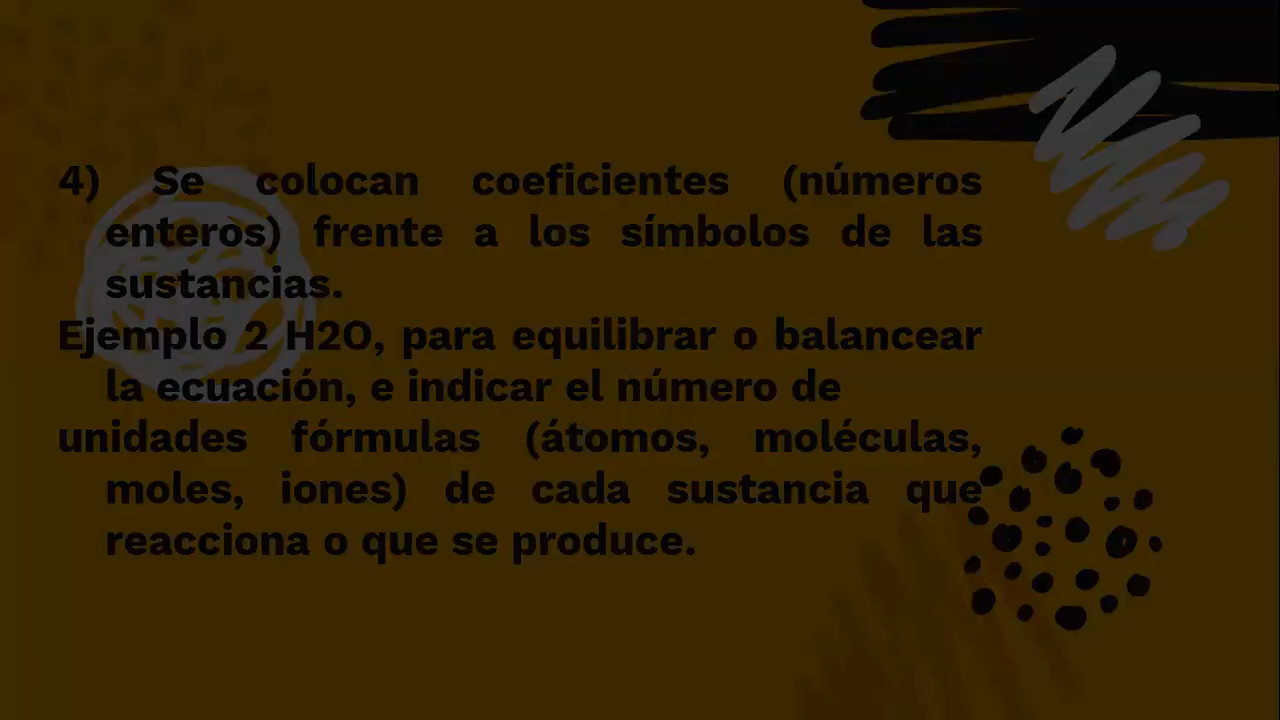 4) Se colocan coeficientes (números
enteros) frente a los símbolos de las
sustancias.
Ejemplo 2 H2O, para equilibrar o balancear
la ecuación, e indicar el número de
unidades fórmulas (átomos, moléculas,
moles, iones) de cada sustancia que
reacciona o que se produce.